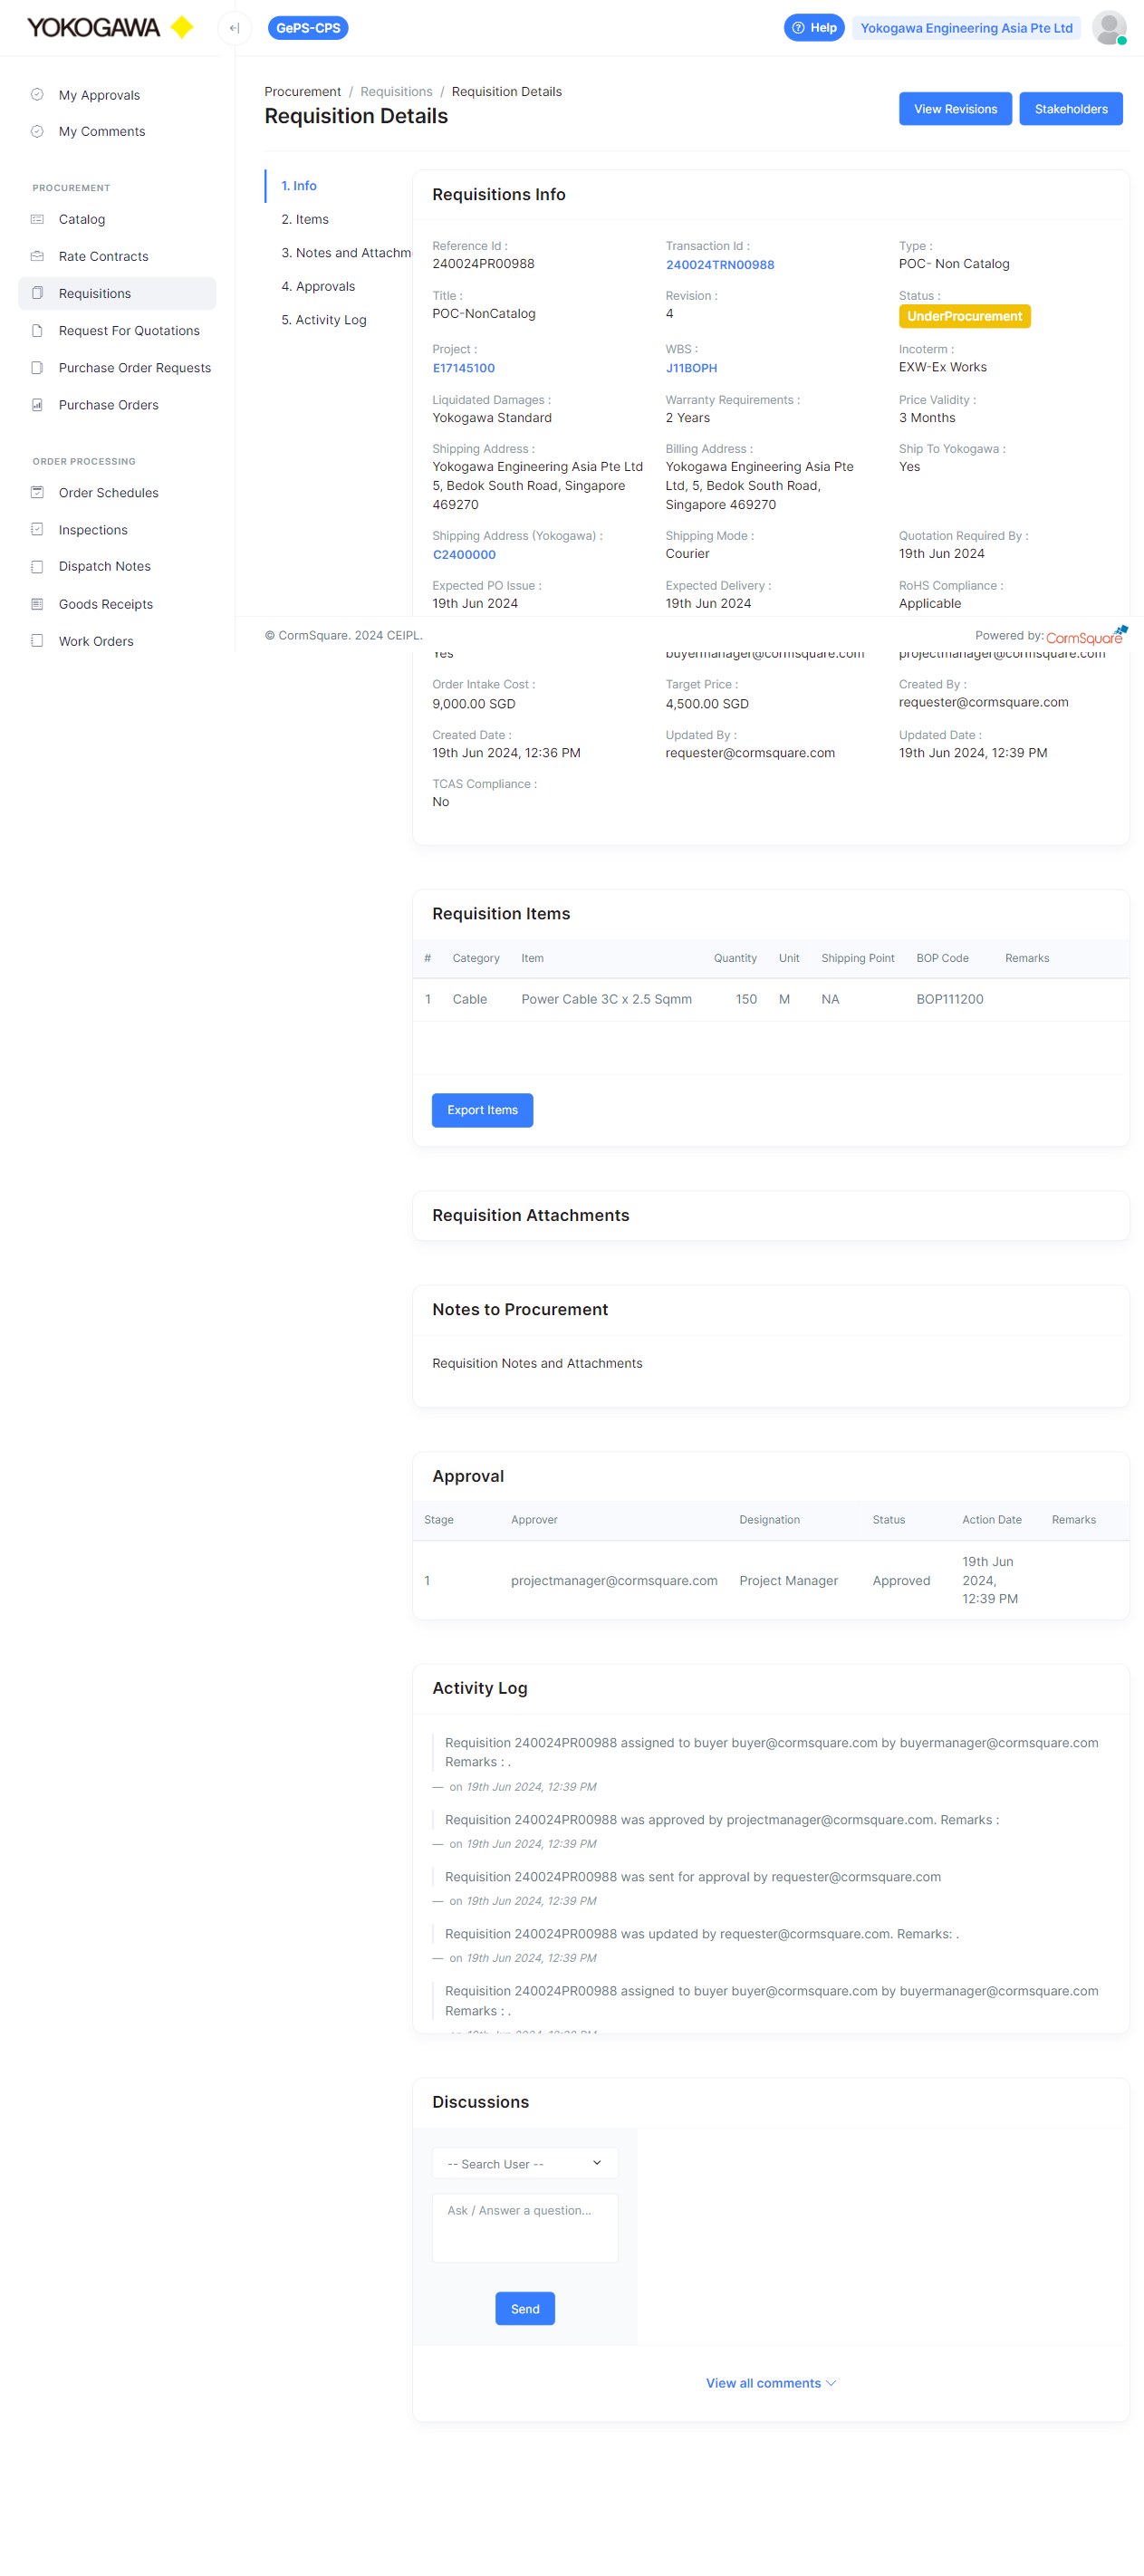 YOKOGAWA
GePS-CPS
Help
Yokogawa Engineering Asia Pte Ltd
My Approvals
My Comments
PROCUREMENT
Catalog
Rate Contracts
Requisitions
Request For Quotations
Purchase Order Requests
Purchase Orders
ORDER PROCESSING
Order Schedules
Inspections
Dispatch Notes
Goods Receipts
Work Orders
Procurement / Requisitions / Requisition Details
Requisition Details
View Revisions
Stakeholders
1. Info
2. Items
3. Notes and Attachm
4. Approvals
5. Activity Log
Requisitions Info
Reference Id : Transaction Id : Type :
240024PR00988 240024TRN00988 POC- Non Catalog
Title : Revision : Status :
POC-NonCatalog 4 UnderProcurement
Project : WBS : Incoterm :
E17145100 J11BOPH EXW-Ex Works
Liquidated Damages : Warranty Requirements : Price Validity :
Yokogawa Standard 2 Years 3 Months
Shipping Address : Billing Address : Ship To Yokogawa :
Yokogawa Engineering Asia Pte Ltd Yokogawa Engineering Asia Pte Yes
5, Bedok South Road, Singapore Ltd, 5, Bedok South Road,
469270 Singapore 469270
Shipping Address (Yokogawa) : Shipping Mode : Quotation Required By :
C2400000 Courier 19th Jun 2024
Expected PO Issue : Expected Delivery : RoHS Compliance :
19th Jun 2024 19th Jun 2024 Applicable
© CormSquare. 2024 CEIPL. Powered by: CormSquare
Yes buyermanager@cormsquare.com projectmanager@cormsquare.com
Order Intake Cost : Target Price : Created By :
9,000.00 SGD 4,500.00 SGD requester@cormsquare.com
Created Date : Updated By : Updated Date :
19th Jun 2024, 12:36 PM requester@cormsquare.com 19th Jun 2024, 12:39 PM
TCAS Compliance :
No
Requisition Items
# Category Item Quantity Unit Shipping Point BOP Code Remarks
1 Cable Power Cable 3C x 2.5 Sqmm 150 M NA BOP111200
Export Items
Requisition Attachments
Notes to Procurement
Requisition Notes and Attachments
Approval
Stage Approver Designation Status Action Date Remarks
1 projectmanager@cormsquare.com Project Manager Approved 19th Jun
2024,
12:39 PM
Activity Log
Requisition 240024PR00988 assigned to buyer buyer@cormsquare.com by buyermanager@cormsquare.com
Remarks : .
— on 19th Jun 2024, 12:39 PM
Requisition 240024PR00988 was approved by projectmanager@cormsquare.com. Remarks :
— on 19th Jun 2024, 12:39 PM
Requisition 240024PR00988 was sent for approval by requester@cormsquare.com
— on 19th Jun 2024, 12:39 PM
Requisition 240024PR00988 was updated by requester@cormsquare.com. Remarks: .
— on 19th Jun 2024, 12:39 PM
Requisition 240024PR00988 assigned to buyer buyer@cormsquare.com by buyermanager@cormsquare.com
Remarks : .
Discussions
-- Search User --
Ask / Answer a question...
Send
View all comments